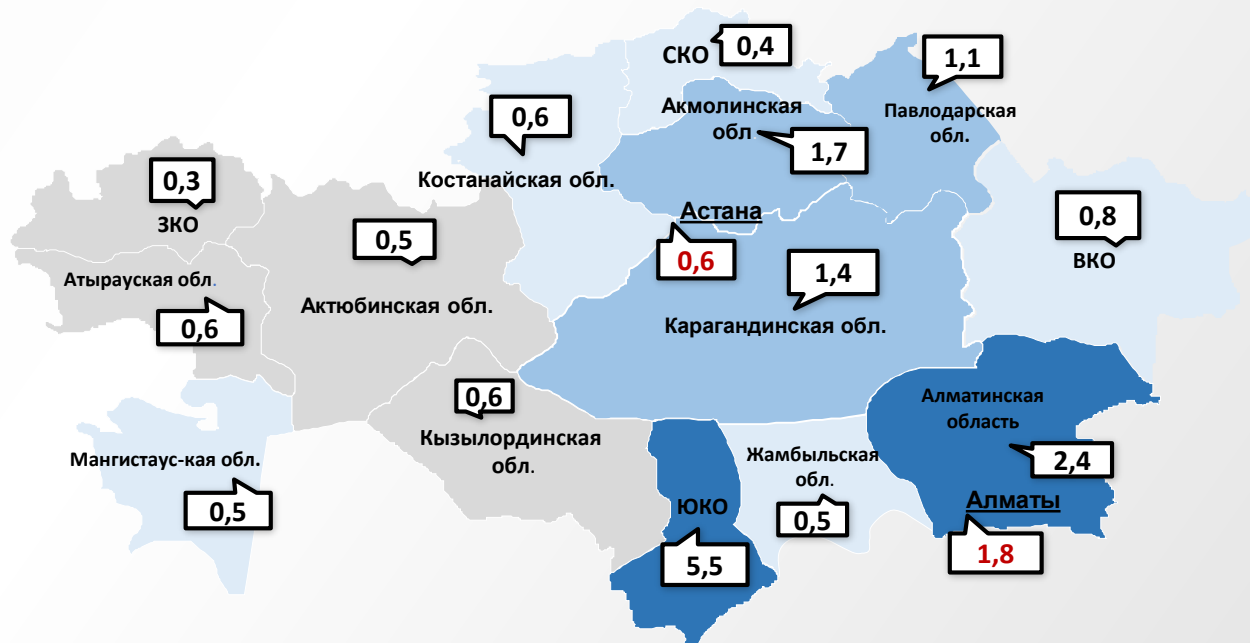 СКО
0,4
1,1
Акмолинская
обл
Павлодарская
обл.
0,6
1,7
Костанайская обл.
0,3
ЗКО
0,5
Астана
0,6
0,8
ВКО
Атырауская обл.
0,6
Актюбинская обл.
1,4
Карагандинская обл.
0,6
Кызылординская
обл.
Алматинская
область
2,4
Мангистаус-кая обл.
0,5
Жамбыльская
обл.
0,5
ЮКО
5,5
Алматы
1,8